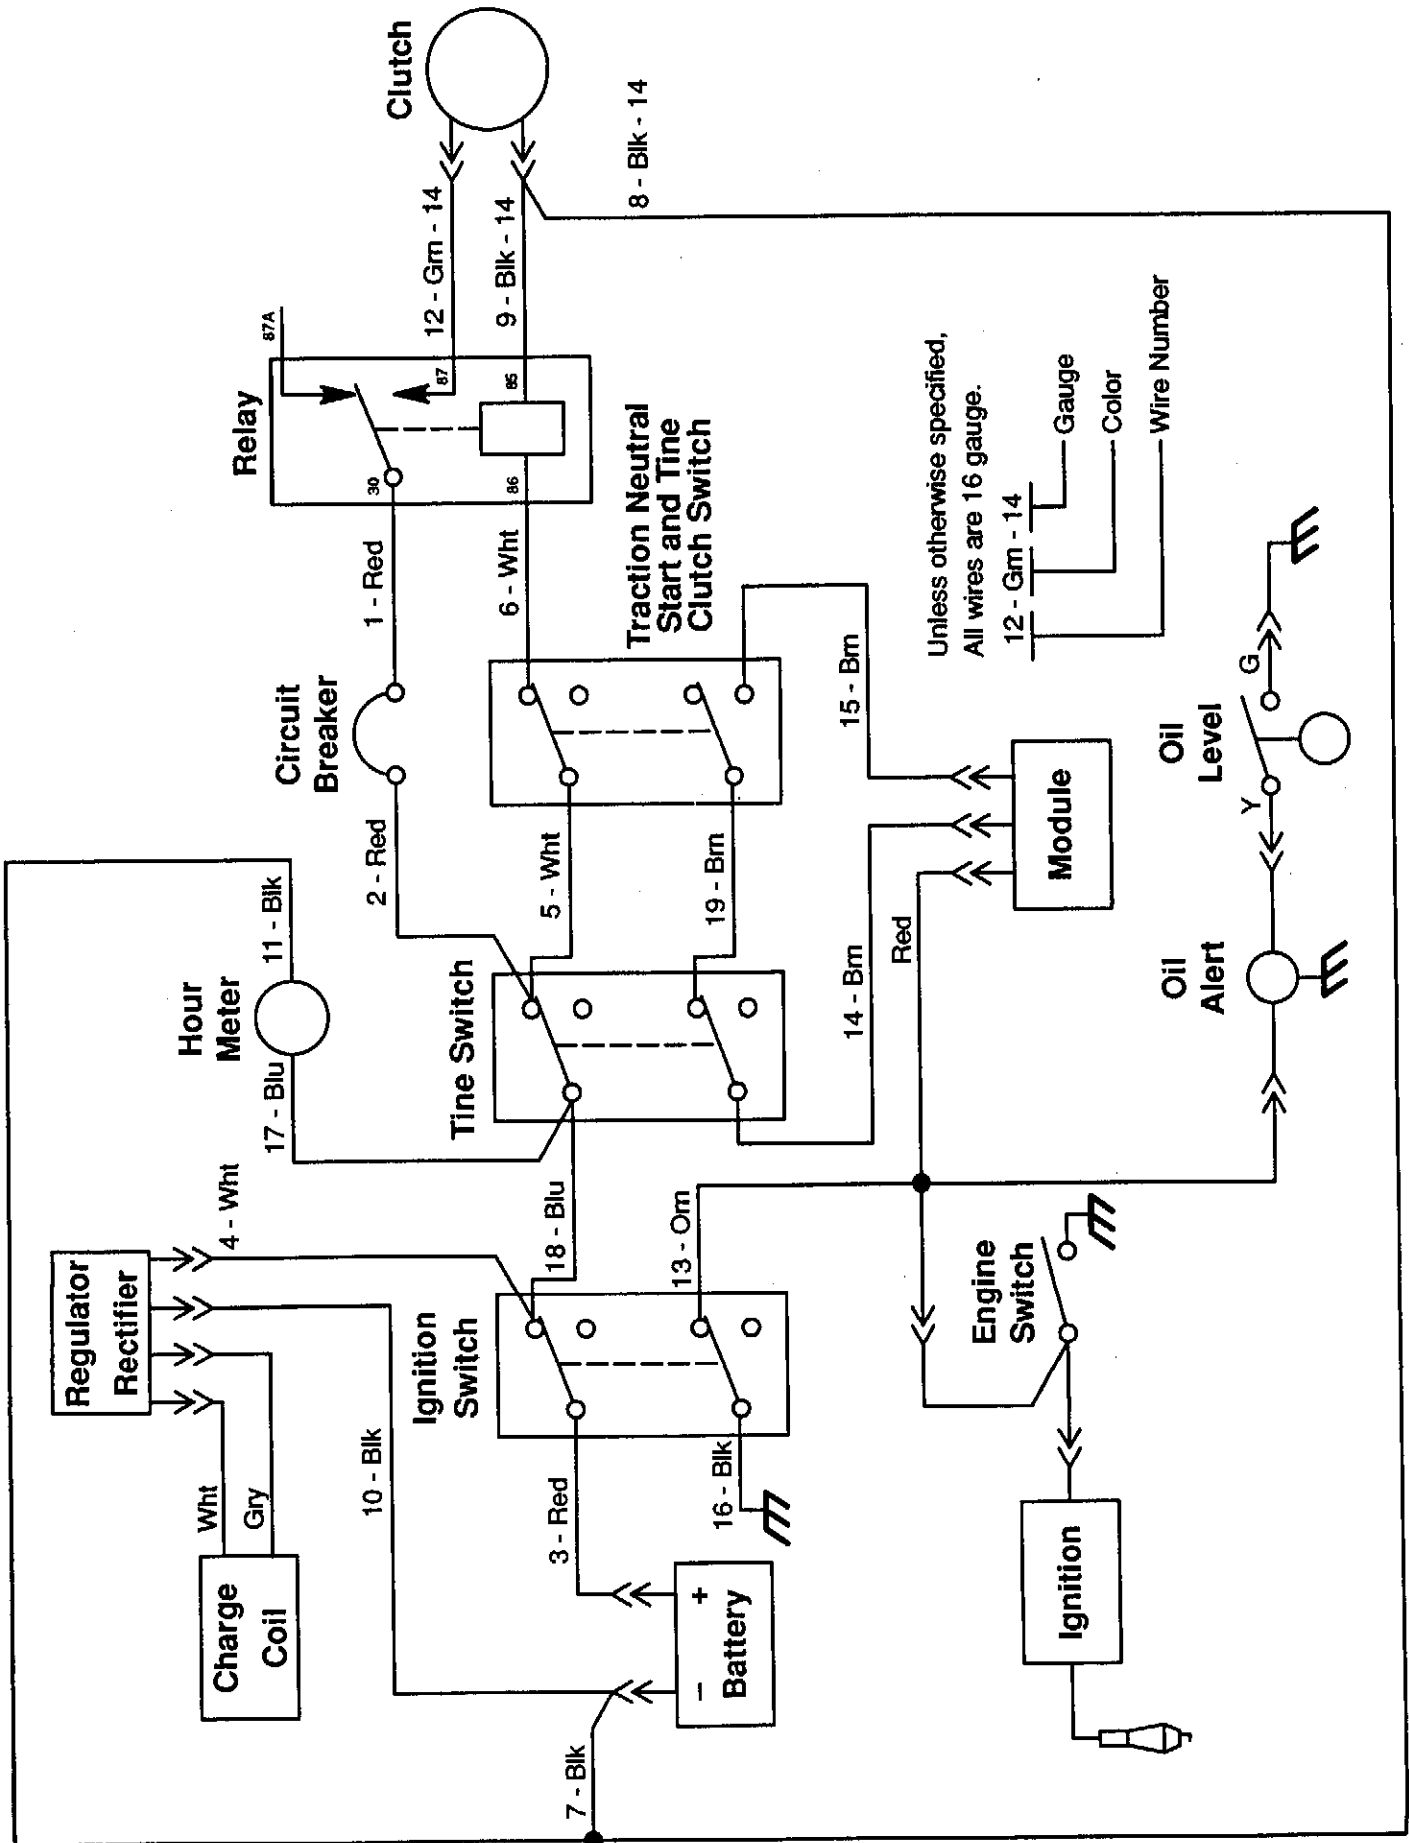 Clutch
12 - Grn - 14
9 - Blk - 14
8 - Blk - 14
Relay
87A
87
30
86
85
1 - Red
6 - Wht
Circuit
Breaker
2 - Red
Traction Neutral
Start and Tine
Clutch Switch
5 - Wht
19 - Brn
15 - Brn
Hour
Meter
11 - Blk
17 - Blu
Tine Switch
14 - Brn
Red
Module
Unless otherwise specified,
All wires are 16 gauge.
12 - Grn - 14
Gauge
Color
Wire Number
Oil
Level
Y
G
Oil
Alert
Regulator
Rectifier
4 - Wht
18 - Blu
13 - Orn
Ignition
Switch
Engine
Switch
Charge
Coil
Wht
Gry
10 - Blk
3 - Red
16 - Blk
Battery
–
+
7 - Blk
Ignition